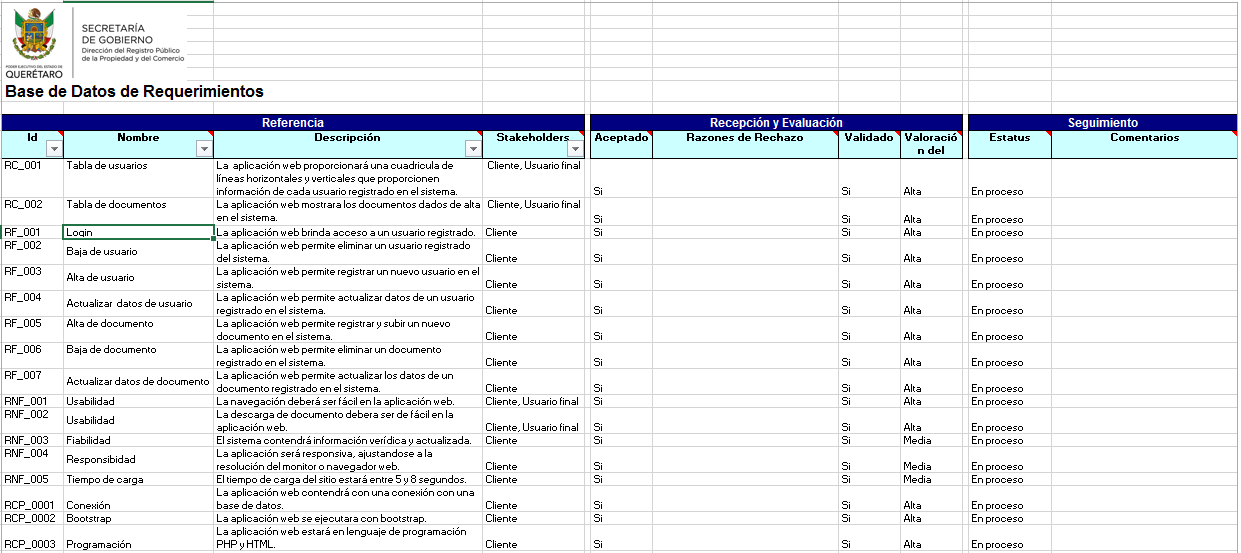 SECRETARÍA
DE GOBIERNO
Dirección del Registro Público
de la Propiedad y del Comercio
PODER EJECUTIVO DEL ESTADO DE
QUERÉTARO
Base de Datos de Requerimientos
Referencia Recepción y Evaluación Seguimiento
Id Nombre Descripción Stakeholders Aceptado Razones de Rechazo Validado Valoració Estatus Comentarios
n del
RC_001 Tabla de usuarios La aplicación web proporcionará una cuadricula de Cliente, Usuario final
líneas horizontales y verticales que proporcionen
información de cada usuario registrado en el sistema. Si Si Alta En proceso
RC_002 Tabla de documentos La aplicación web mostrara los documentos dados de alta Cliente, Usuario final
en el sistema. Si Si Alta En proceso
RF_001 Login La aplicación web brinda acceso a un usuario registrado. Cliente Si Si Alta En proceso
RF_002 Baja de usuario La aplicación web permite eliminar un usuario registrado
del sistema. Cliente Si Si Alta En proceso
RF_003 Alta de usuario La aplicación web permite registrar un nuevo usuario en el
sistema. Cliente Si Si Alta En proceso
RF_004 Actualizar datos de usuario La aplicación web permite actualizar datos de un usuario
registrado en el sistema. Cliente Si Si Alta En proceso
RF_005 Alta de documento La aplicación web permite registrar y subir un nuevo
documento en el sistema. Cliente Si Si Alta En proceso
RF_006 Baja de documento La aplicación web permite eliminar un documento
registrado en el sistema. Cliente Si Si Alta En proceso
RF_007 Actualizar datos de documento La aplicación web permite actualizar los datos de un
documento registrado en el sistema. Cliente Si Si Alta En proceso
RNF_001 Usabilidad La navegación deberá ser fácil en la aplicación web. Cliente, Usuario final Si Si Alta En proceso
RNF_002 Usabilidad La descarga de documento debera ser de fácil en la
aplicación web. Cliente, Usuario final Si Si Alta En proceso
RNF_003 Fiabilidad El sistema contendrá información verídica y actualizada. Cliente Si Si Media En proceso
RNF_004 Responsibidad La aplicación será responsiva, ajustandose a la
resolución del monitor o navegador web. Cliente Si Si Media En proceso
RNF_005 Tiempo de carga El tiempo de carga del sitio estará entre 5 y 8 segundos. Cliente Si Si Media En proceso
La aplicación web contendrá con una conexión con una
RCP_0001 Conexión base de datos. Cliente Si Si Alta En proceso
RCP_0002 Bootstrap La aplicación web se ejecutara con bootstrap. Cliente Si Si Alta En proceso
La aplicación web estará en lenguaje de programación
RCP_0003 Programación PHP y HTML. Cliente Si Si Alta En proceso